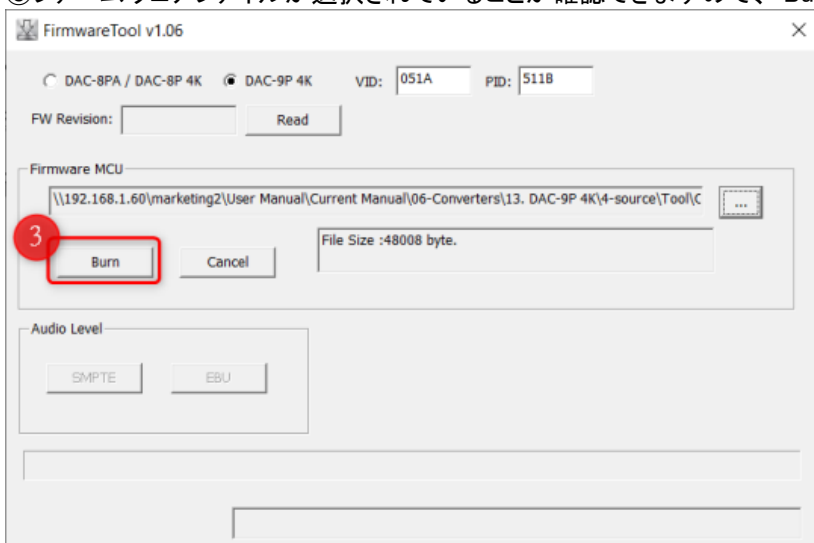 FirmwareTool v1.06
DAC-8PA / DAC-8P 4K DAC-9P 4K VID: 051A PID: 511B
FW Revision: Read
Firmware MCU
\\192.168.1.60\marketing2\User Manual\Current Manual\06-Converters\13. DAC-9P 4K\4-source\Tool\C ...
3
File Size :48008 byte.
Burn Cancel
Audio Level
SMPTE EBU